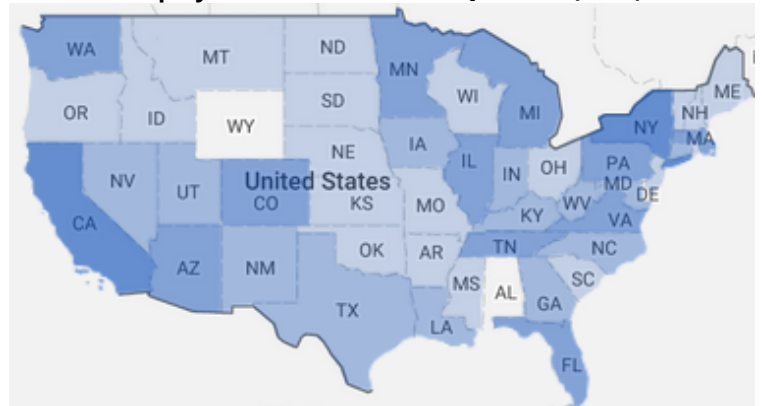 WA
MT
ND
MN
OR
ID
WY
SD
WI
MI
NY
NH
ME
MA
NV
UT
CO
NE
IA
IL
IN
OH
PA
MD
DE
United States
CA
KS
MO
KY
WV
VA
AZ
NM
OK
AR
TN
NC
TX
LA
MS
AL
GA
SC
FL